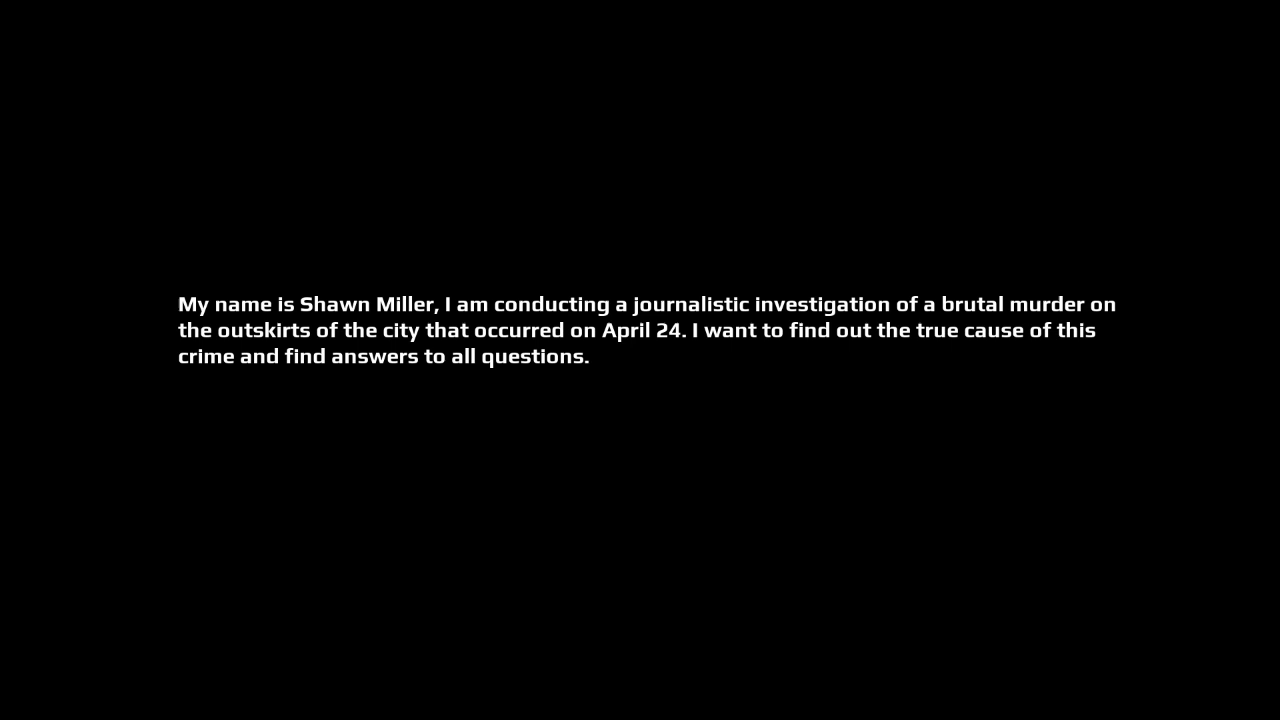 My name is Shawn Miller, I am conducting a journalistic investigation of a brutal murder on
the outskirts of the city that occurred on April 24. I want to find out the true cause of this
crime and find answers to all questions.